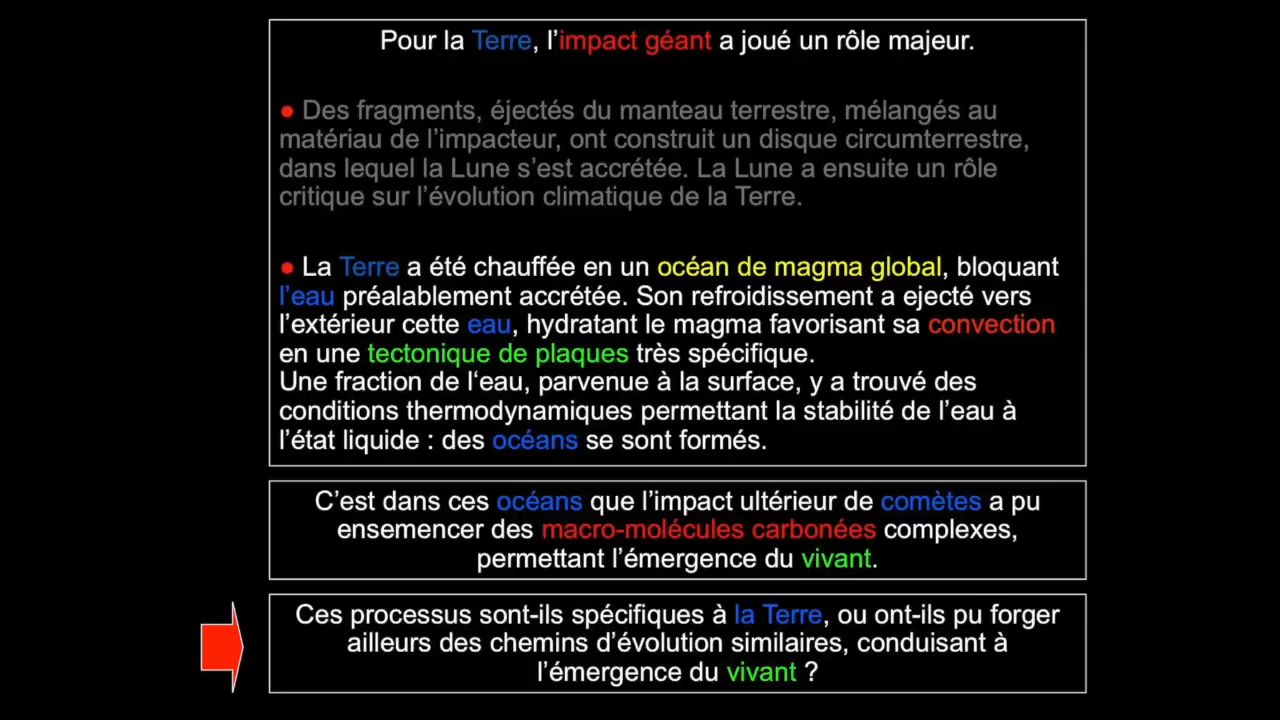 Pour la Terre, l’impact géant a joué un rôle majeur.
● Des fragments, éjectés du manteau terrestre, mélangés au
matériau de l’impacteur, ont construit un disque circumterrestre,
dans lequel la Lune s’est accrétée. La Lune a ensuite un rôle
critique sur l’évolution climatique de la Terre.
● La Terre a été chauffée en un océan de magma global, bloquant
l’eau préalablement accrétée. Son refroidissement a ejecté vers
l’extérieur cette eau, hydratant le magma favorisant sa convection
en une tectonique de plaques très spécifique.
Une fraction de l‘eau, parvenue à la surface, y a trouvé des
conditions thermodynamiques permettant la stabilité de l’eau à
l’état liquide : des océans se sont formés.
C’est dans ces océans que l’impact ultérieur de comètes a pu
ensemencer des macro-molécules carbonées complexes,
permettant l’émergence du vivant.
Ces processus sont-ils spécifiques à la Terre, ou ont-ils pu forger
ailleurs des chemins d’évolution similaires, conduisant à
l’émergence du vivant ?